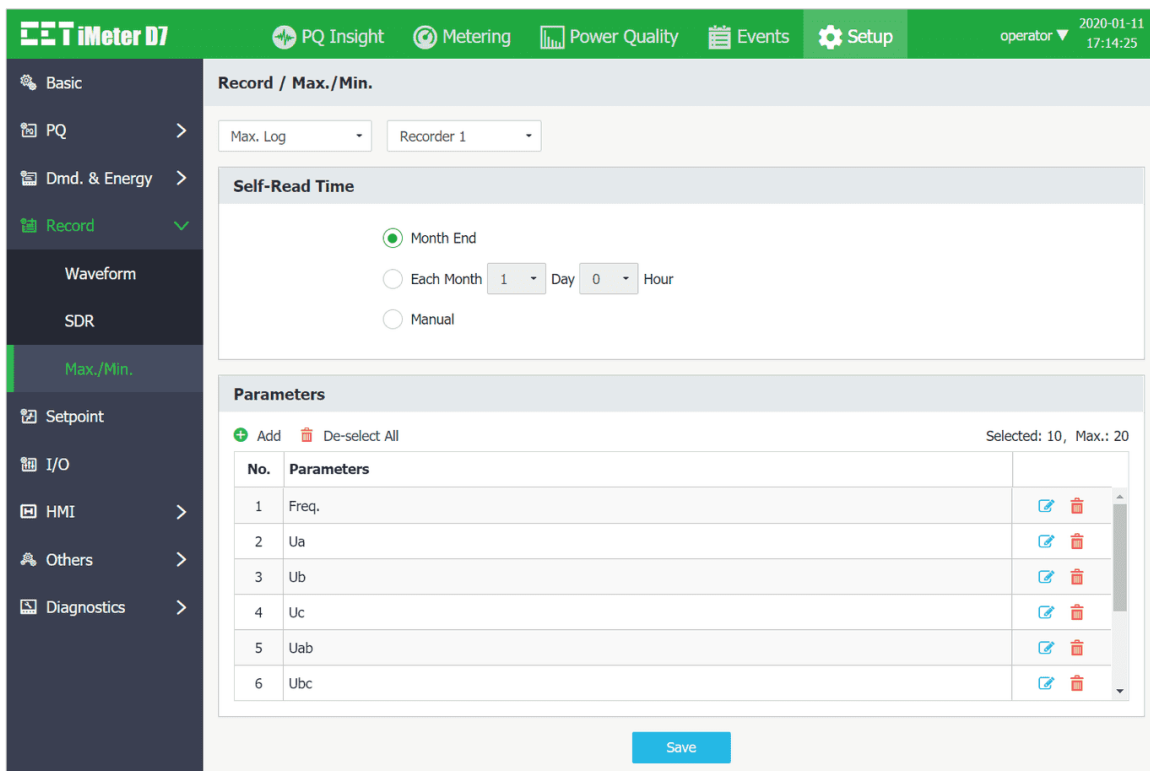 CET iMeter D7
PQ Insight
Metering
Power Quality
Events
Setup
operator
2020-01-11
17:14:25
Basic
PQ
Dmd. & Energy
Record
Waveform
SDR
Max./Min.
Setpoint
I/O
HMI
Others
Diagnostics
Record / Max./Min.
Max. Log
Recorder 1
Self-Read Time
Month End
Each Month 1 Day 0 Hour
Manual
Parameters
Add De-select All Selected: 10, Max.: 20
No. Parameters
1 Freq.
2 Ua
3 Ub
4 Uc
5 Uab
6 Ubc
Save